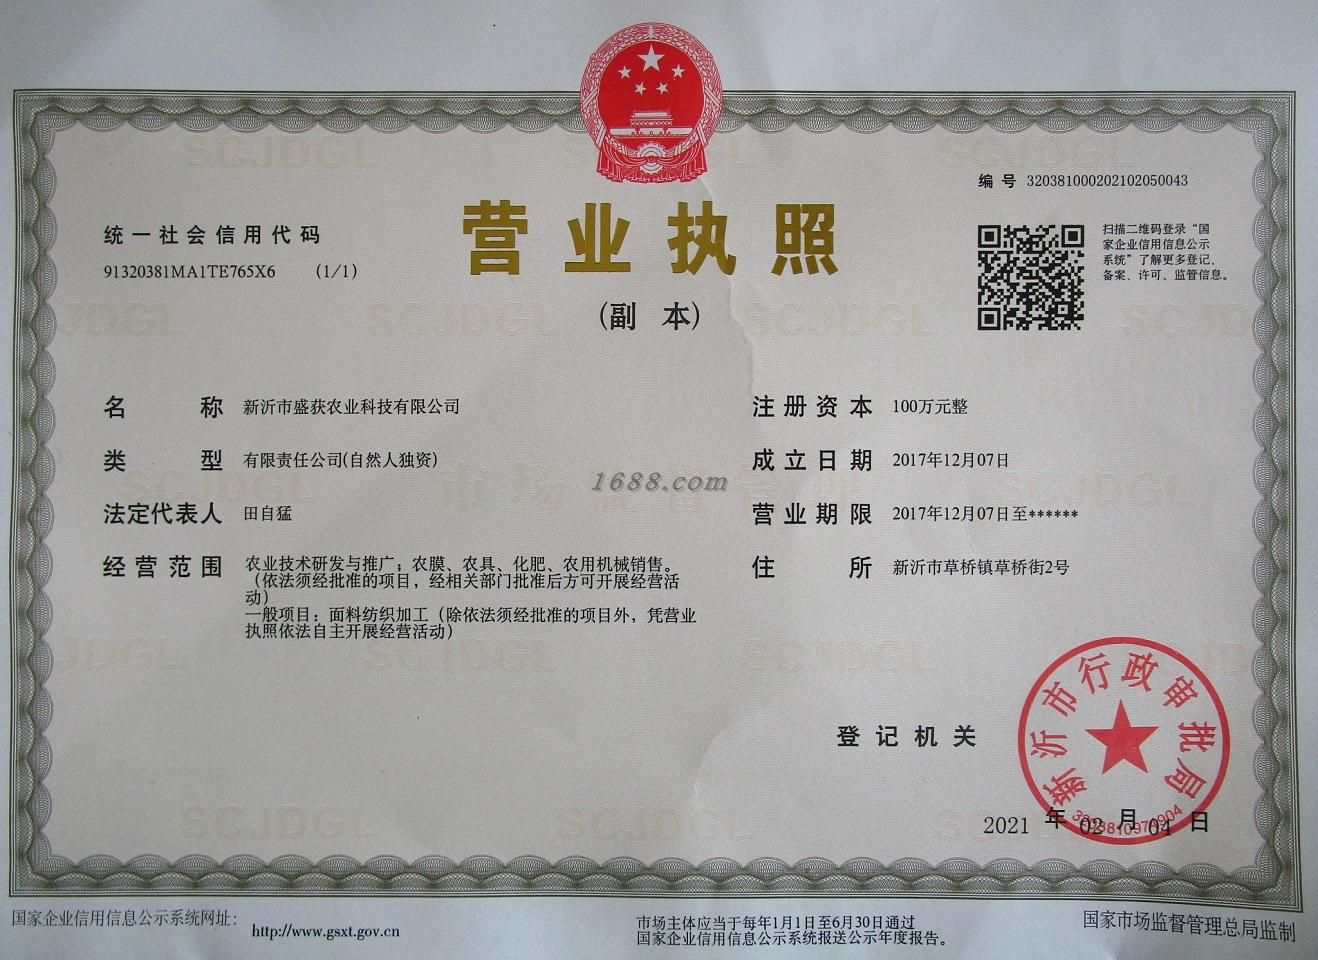 编号 320381000202102050043
统一社会信用代码
91320381MA1TE765X6 (1/1)
营业执照
(副 本)
扫描二维码登录“国
家企业信用信息公示
系统”了解更多登记、
备案、许可、监管信息。
名称 新沂市盛获农业科技有限公司
类型 有限责任公司(自然人独资)
法定代表人 田自猛
经营范围 农业技术研发与推广；农膜、农具、化肥、农用机械销售。
（依法须经批准的项目，经相关部门批准后方可开展经营活
动）
一般项目：面料纺织加工（除依法须经批准的项目外，凭营业
执照依法自主开展经营活动）
注册资本 100万元整
成立日期 2017年12月07日
营业期限 2017年12月07日至******
住所 新沂市草桥镇草桥街2号
1688.com
登记机关
新沂市行政审批局
2021 年 02 月 04 日
国家企业信用信息公示系统网址：
http://www.gsxt.gov.cn
市场主体应当于每年1月1日至6月30日通过
国家企业信用信息公示系统报送公示年度报告。
国家市场监督管理总局监制
SCJDGL